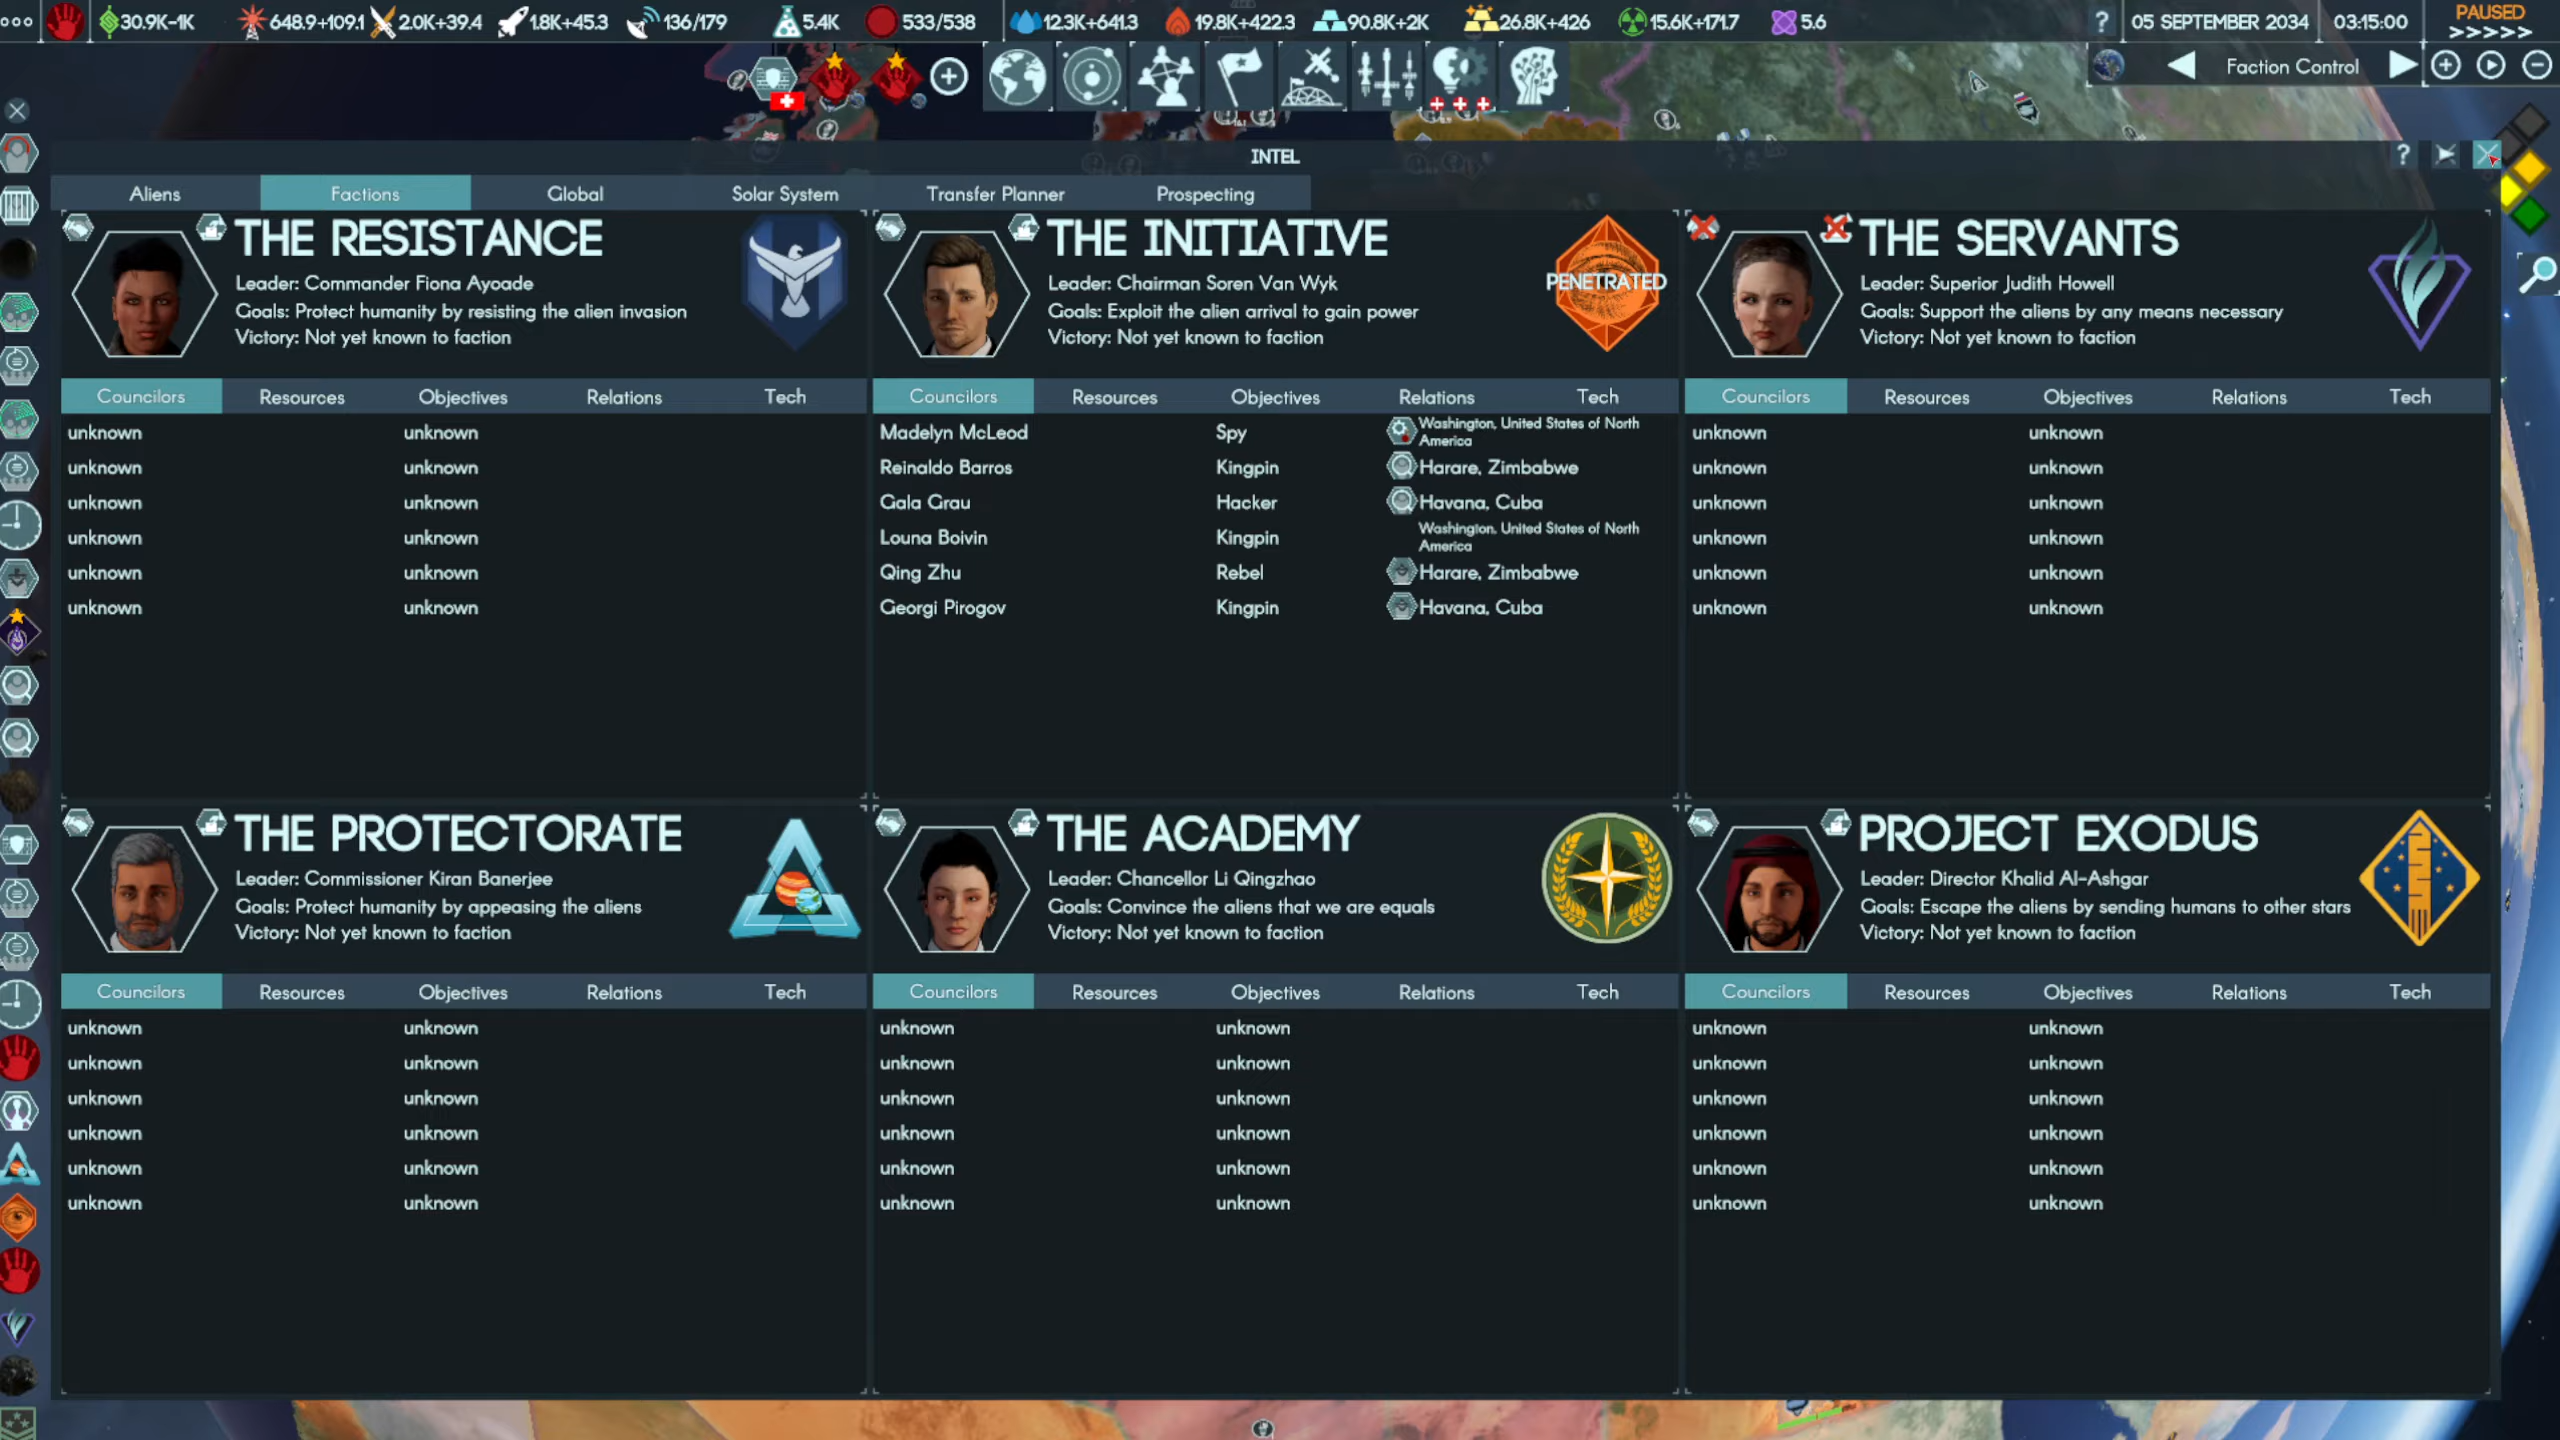 30.9K-1K 648.9+109.1 2.0K+39.4 1.8K+45.3 136/179 5.4K 533/538 12.3K+641.3 19.8K+422.3 90.8K+2K 26.8K+426 15.6K+171.7 5.6 ? 05 SEPTEMBER 2034 03:15:00 PAUSED
>>>>>
Faction Control
INTEL
?
Aliens Factions Global Solar System Transfer Planner Prospecting
THE RESISTANCE
Leader: Commander Fiona Ayoade
Goals: Protect humanity by resisting the alien invasion
Victory: Not yet known to faction
Councilors Resources Objectives Relations Tech
unknown unknown
unknown unknown
unknown unknown
unknown unknown
unknown unknown
unknown unknown
THE INITIATIVE
Leader: Chairman Soren Van Wyk
Goals: Exploit the alien arrival to gain power
Victory: Not yet known to faction
PENETRATED
Councilors Resources Objectives Relations Tech
Madelyn McLeod Spy Washington, United States of North
America
Reinaldo Barros Kingpin Harare, Zimbabwe
Gala Grau Hacker Havana, Cuba
Louna Boivin Kingpin Washington, United States of North
America
Qing Zhu Rebel Harare, Zimbabwe
Georgi Pirogov Kingpin Havana, Cuba
THE SERVANTS
Leader: Superior Judith Howell
Goals: Support the aliens by any means necessary
Victory: Not yet known to faction
Councilors Resources Objectives Relations Tech
unknown unknown
unknown unknown
unknown unknown
unknown unknown
unknown unknown
unknown unknown
THE PROTECTORATE
Leader: Commissioner Kiran Banerjee
Goals: Protect humanity by appeasing the aliens
Victory: Not yet known to faction
Councilors Resources Objectives Relations Tech
unknown unknown
unknown unknown
unknown unknown
unknown unknown
unknown unknown
unknown unknown
THE ACADEMY
Leader: Chancellor Li Qingzhao
Goals: Convince the aliens that we are equals
Victory: Not yet known to faction
Councilors Resources Objectives Relations Tech
unknown unknown
unknown unknown
unknown unknown
unknown unknown
unknown unknown
unknown unknown
PROJECT EXODUS
Leader: Director Khalid Al-Ashgar
Goals: Escape the aliens by sending humans to other stars
Victory: Not yet known to faction
Councilors Resources Objectives Relations Tech
unknown unknown
unknown unknown
unknown unknown
unknown unknown
unknown unknown
unknown unknown